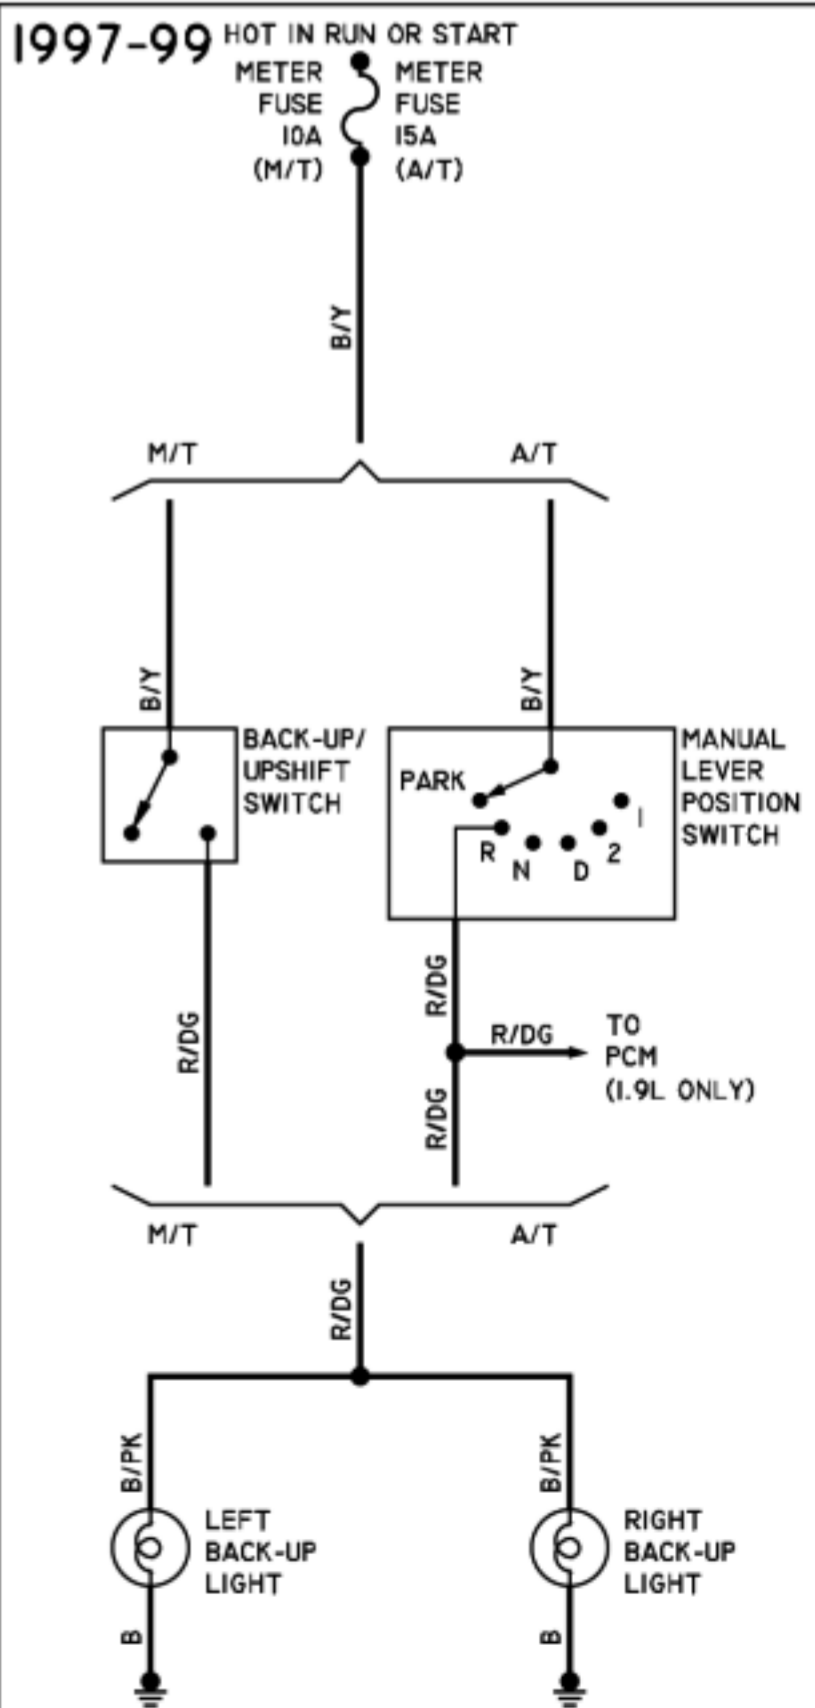 1997-99 HOT IN RUN OR START
METER
FUSE
10A
(M/T)
METER
FUSE
15A
(A/T)
B/Y
M/T
A/T
B/Y
B/Y
BACK-UP/
UPSHIFT
SWITCH
PARK
R
N
D
2
1
MANUAL
LEVER
POSITION
SWITCH
R/DG
R/DG
R/DG
TO
PCM
(1.9L ONLY)
R/DG
M/T
A/T
R/DG
B/PK
B/PK
LEFT
BACK-UP
LIGHT
RIGHT
BACK-UP
LIGHT
B
B